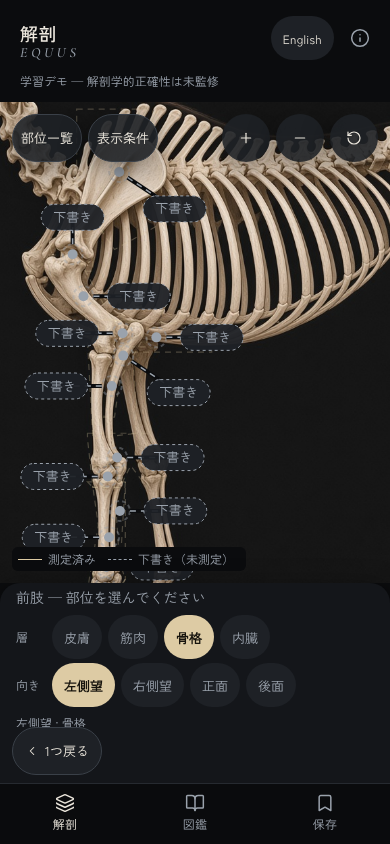 解剖
EQUUS
English
学習デモ — 解剖学的正確性は未監修
部位一覧
表示条件
下書き
下書き
下書き
下書き
下書き
下書き
下書き
下書き
下書き
下書き
下書き
測定済み
下書き（未測定）
前肢 — 部位を選んでください
層
皮膚
筋肉
骨格
内臓
向き
左側望
右側望
正面
後面
左側望 · 骨格
1つ戻る
解剖
図鑑
保存